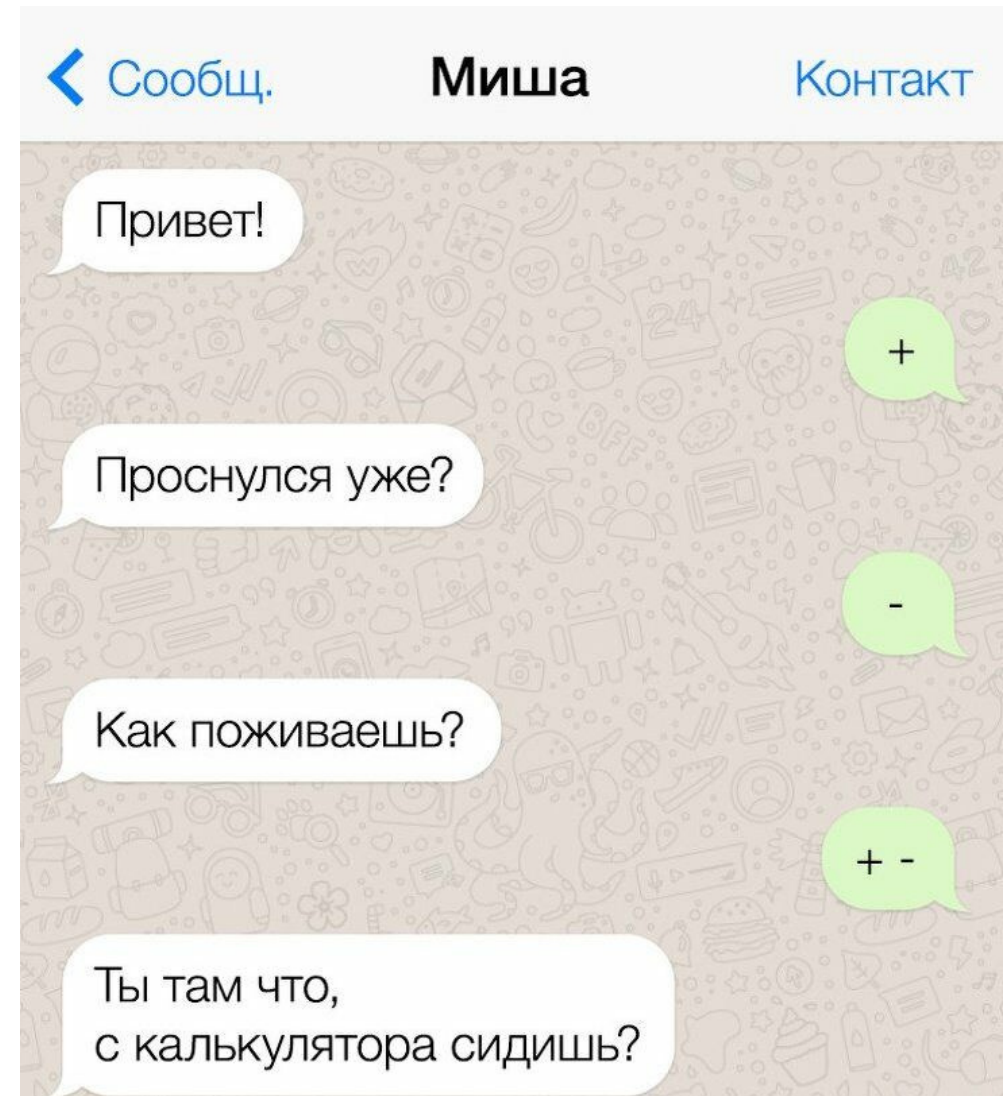 Сообщ. Миша Контакт
Привет!
+
Проснулся уже?
-
Как поживаешь?
+ -
Ты там что,
с калькулятора сидишь?